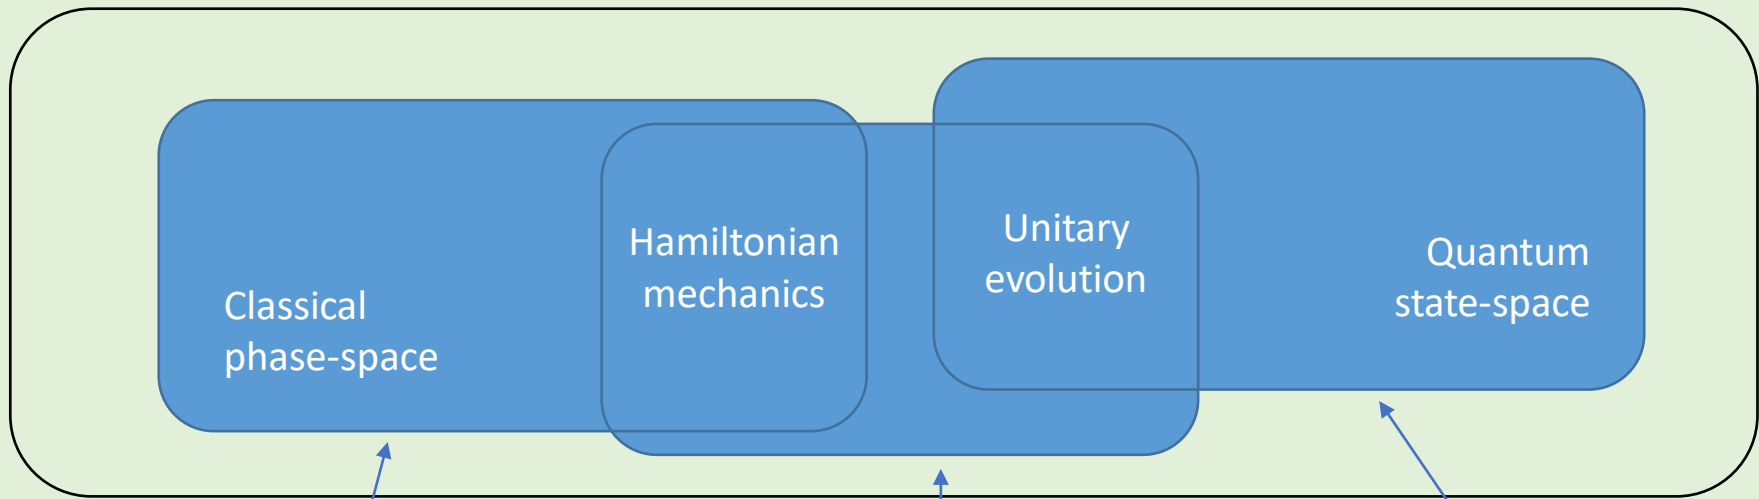 Classical
phase-space
Hamiltonian
mechanics
Unitary
evolution
Quantum
state-space